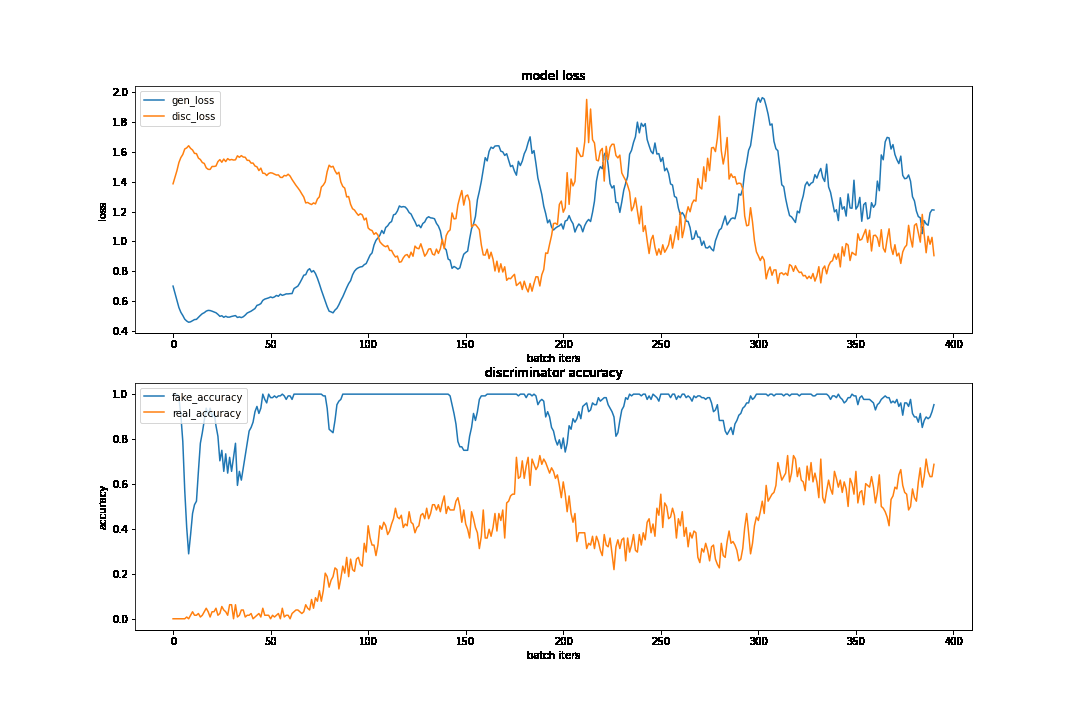 model loss
gen_loss
disc_loss
2.0
1.8
1.6
1.4
1.2
1.0
0.8
0.6
0.4
loss
0 50 100 150 200 250 300 350 400
batch iters
discriminator accuracy
fake_accuracy
real_accuracy
1.0
0.8
0.6
0.4
0.2
0.0
accuracy
0 50 100 150 200 250 300 350 400
batch iters